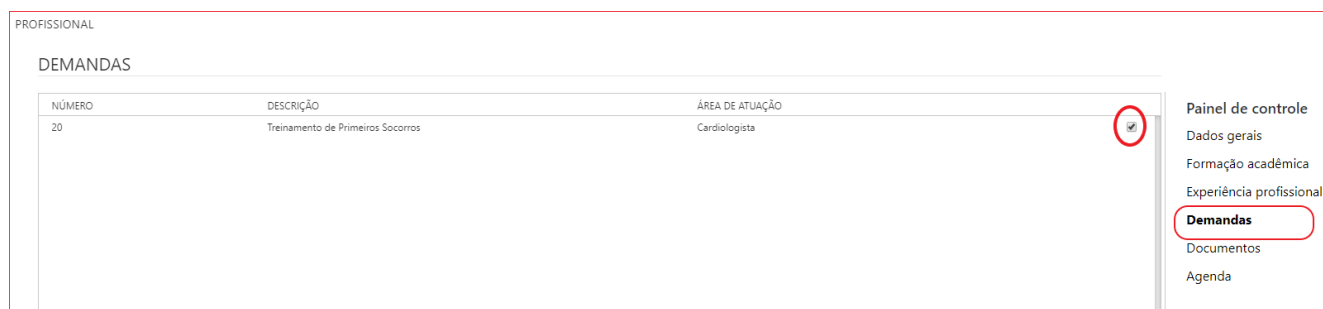 PROFISSIONAL
DEMANDAS
NÚMERO DESCRIÇÃO ÁREA DE ATUAÇÃO
20 Treinamento de Primeiros Socorros Cardiologista
Painel de controle
Dados gerais
Formação acadêmica
Experiência profissional
Demandas
Documentos
Agenda